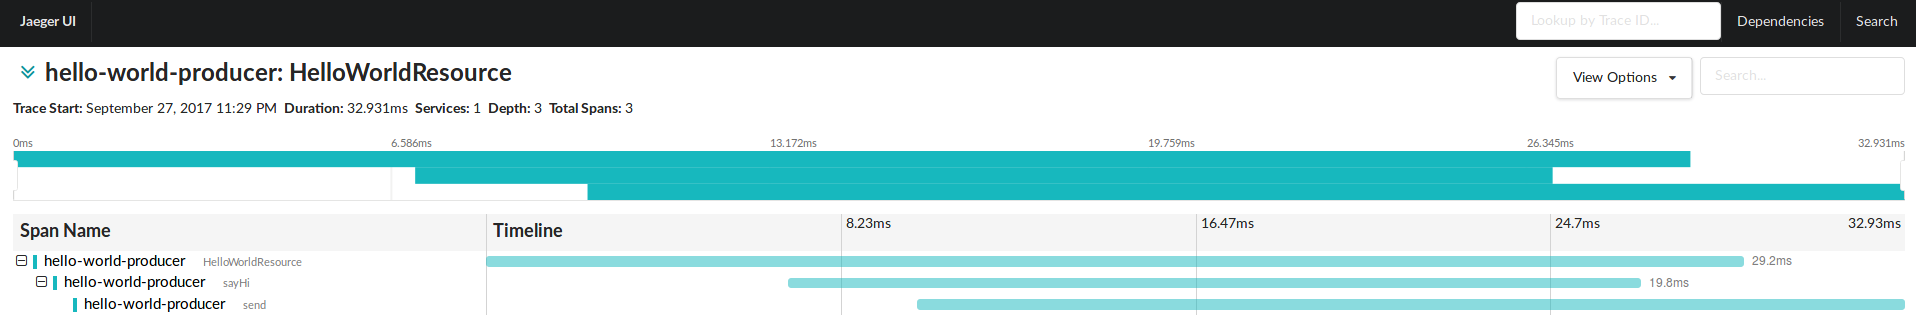 Jaeger UI Lookup by Trace ID... Dependencies Search
hello-world-producer: HelloWorldResource View Options Search...
Trace Start: September 27, 2017 11:29 PM Duration: 32.931ms Services: 1 Depth: 3 Total Spans: 3
0ms 6.586ms 13.172ms 19.759ms 26.345ms 32.931ms
Span Name Timeline 8.23ms 16.47ms 24.7ms 32.93ms
hello-world-producer HelloWorldResource 29.2ms
hello-world-producer sayHi 19.8ms
hello-world-producer send